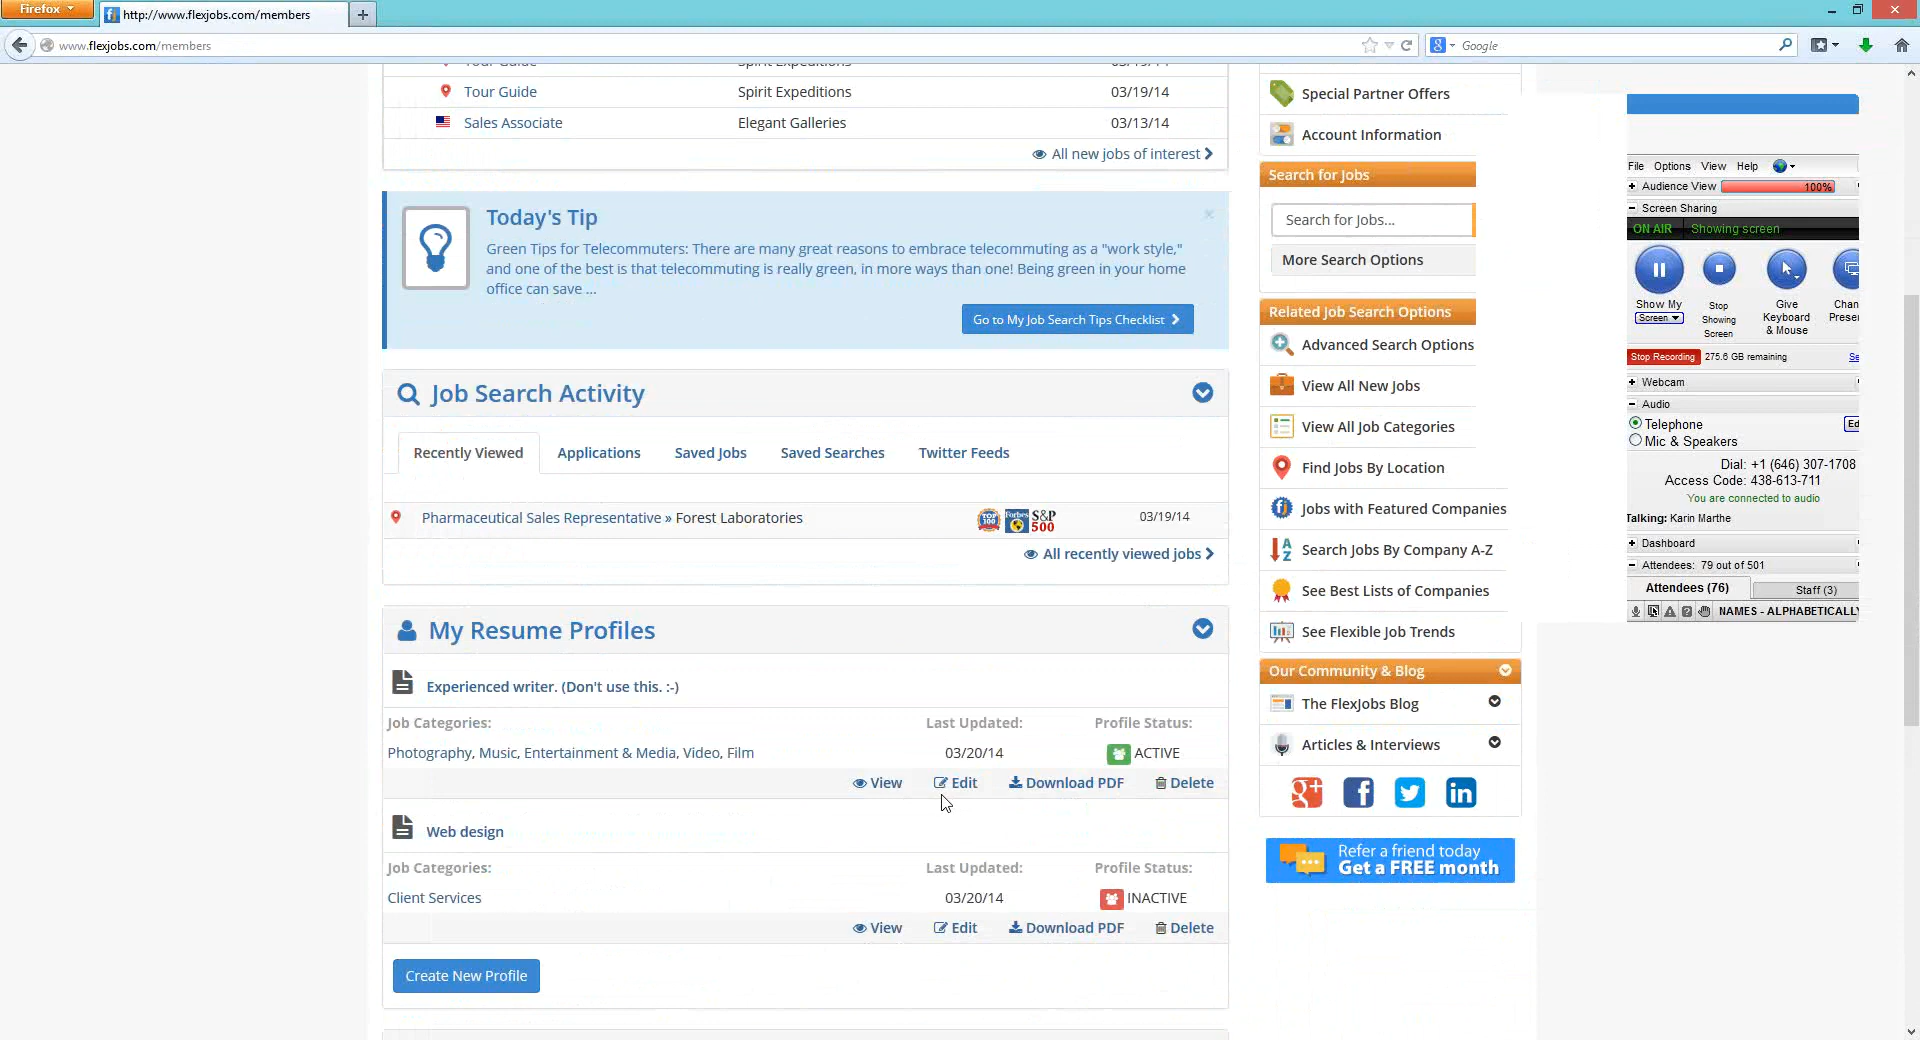 Firefox
http://www.flexjobs.com/members
www.flexjobs.com/members
Google
Tour Guide Spirit Expeditions 03/19/14
Tour Guide Spirit Expeditions 03/19/14
Sales Associate Elegant Galleries 03/13/14
All new jobs of interest
Today's Tip
Green Tips for Telecommuters: There are many great reasons to embrace telecommuting as a "work style,"
and one of the best is that telecommuting is really green, in more ways than one! Being green in your home
office can save ...
Go to My Job Search Tips Checklist
Job Search Activity
Recently Viewed Applications Saved Jobs Saved Searches Twitter Feeds
Pharmaceutical Sales Representative » Forest Laboratories TOP 100 Forbes S&P 500 03/19/14
All recently viewed jobs
My Resume Profiles
Experienced writer. (Don't use this. :-)
Job Categories: Last Updated: Profile Status:
Photography, Music, Entertainment & Media, Video, Film 03/20/14 ACTIVE
View Edit Download PDF Delete
Web design
Job Categories: Last Updated: Profile Status:
Client Services 03/20/14 INACTIVE
View Edit Download PDF Delete
Create New Profile
Special Partner Offers
Account Information
Search for Jobs
Search for Jobs...
More Search Options
Related Job Search Options
Advanced Search Options
View All New Jobs
View All Job Categories
Find Jobs By Location
Jobs with Featured Companies
Search Jobs By Company A-Z
See Best Lists of Companies
See Flexible Job Trends
Our Community & Blog
The FlexJobs Blog
Articles & Interviews
Refer a friend today
Get a FREE month
File Options View Help
Audience View 100%
Screen Sharing
ON AIR Showing screen
Show My Screen
Stop Showing Screen
Give Keyboard & Mouse
Chan
Prese
Stop Recording 275.6 GB remaining Se
Webcam
Audio
Telephone Ed
Mic & Speakers
Dial: +1 (646) 307-1708
Access Code: 438-613-711
You are connected to audio
Talking: Karin Marthe
Dashboard
Attendees: 79 out of 501
Attendees (76) Staff (3)
NAMES - ALPHABETICALLY